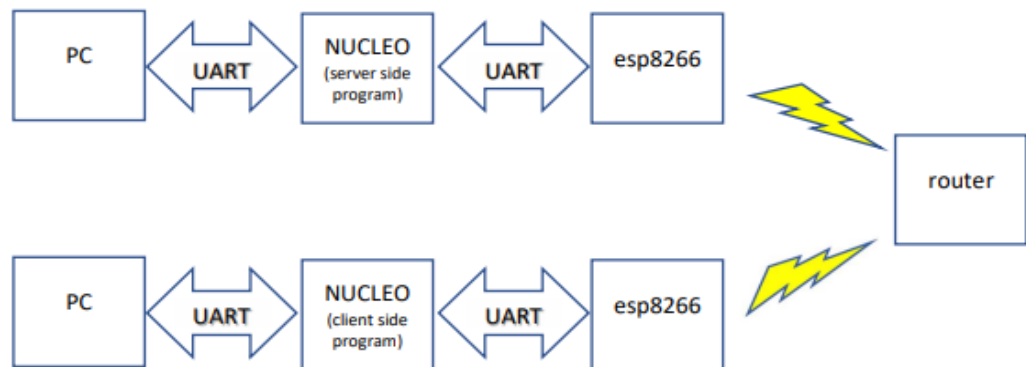 PC
UART
NUCLEO
(server side
program)
UART
esp8266
router
PC
UART
NUCLEO
(client side
program)
UART
esp8266